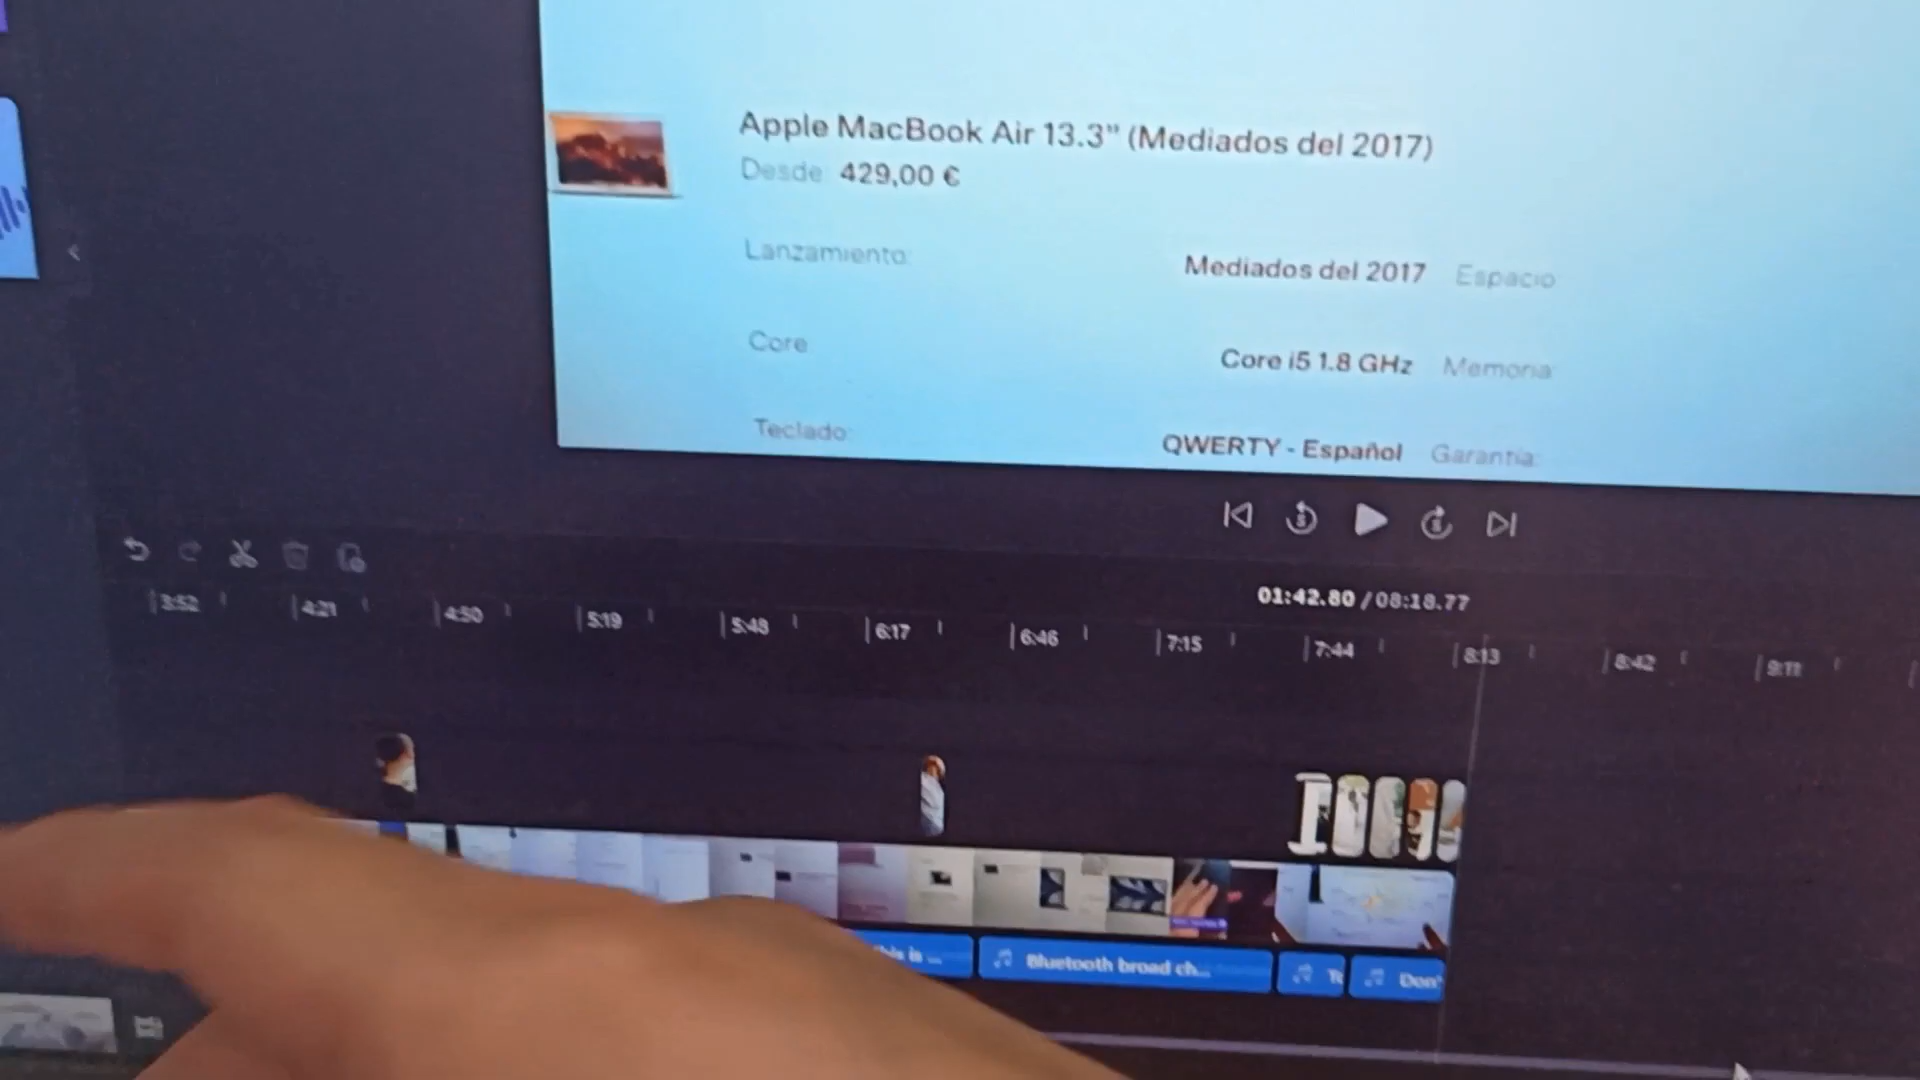 Apple MacBook Air 13.3" (Mediados del 2017)
Desde: 429,00 €
Lanzamiento:
Mediados del 2017
Espacio:
Core:
Core i5 1.8 GHz
Memoria:
Teclado:
QWERTY - Español
Garantía:
01:42.80 / 08:18.77
3:52
4:21
4:50
5:19
5:48
6:17
6:46
7:15
7:44
8:13
8:42
9:11
is ...
Bluetooth broad ch...
Don'